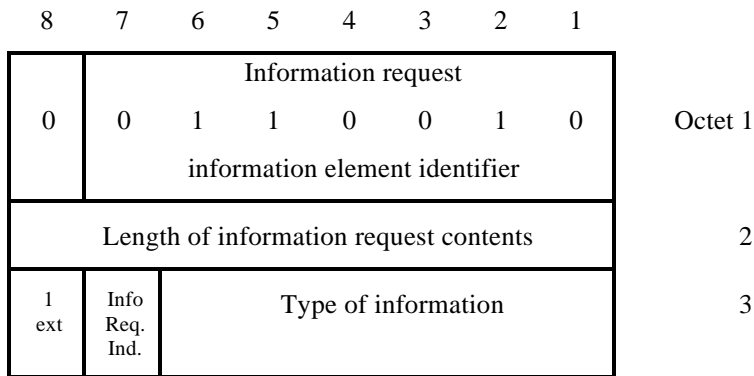 8 7 6 5 4 3 2 1
Information request
0 0 1 1 0 0 1 0 Octet 1
information element identifier
Length of information request contents 2
1 ext Info Req. Ind. Type of information 3